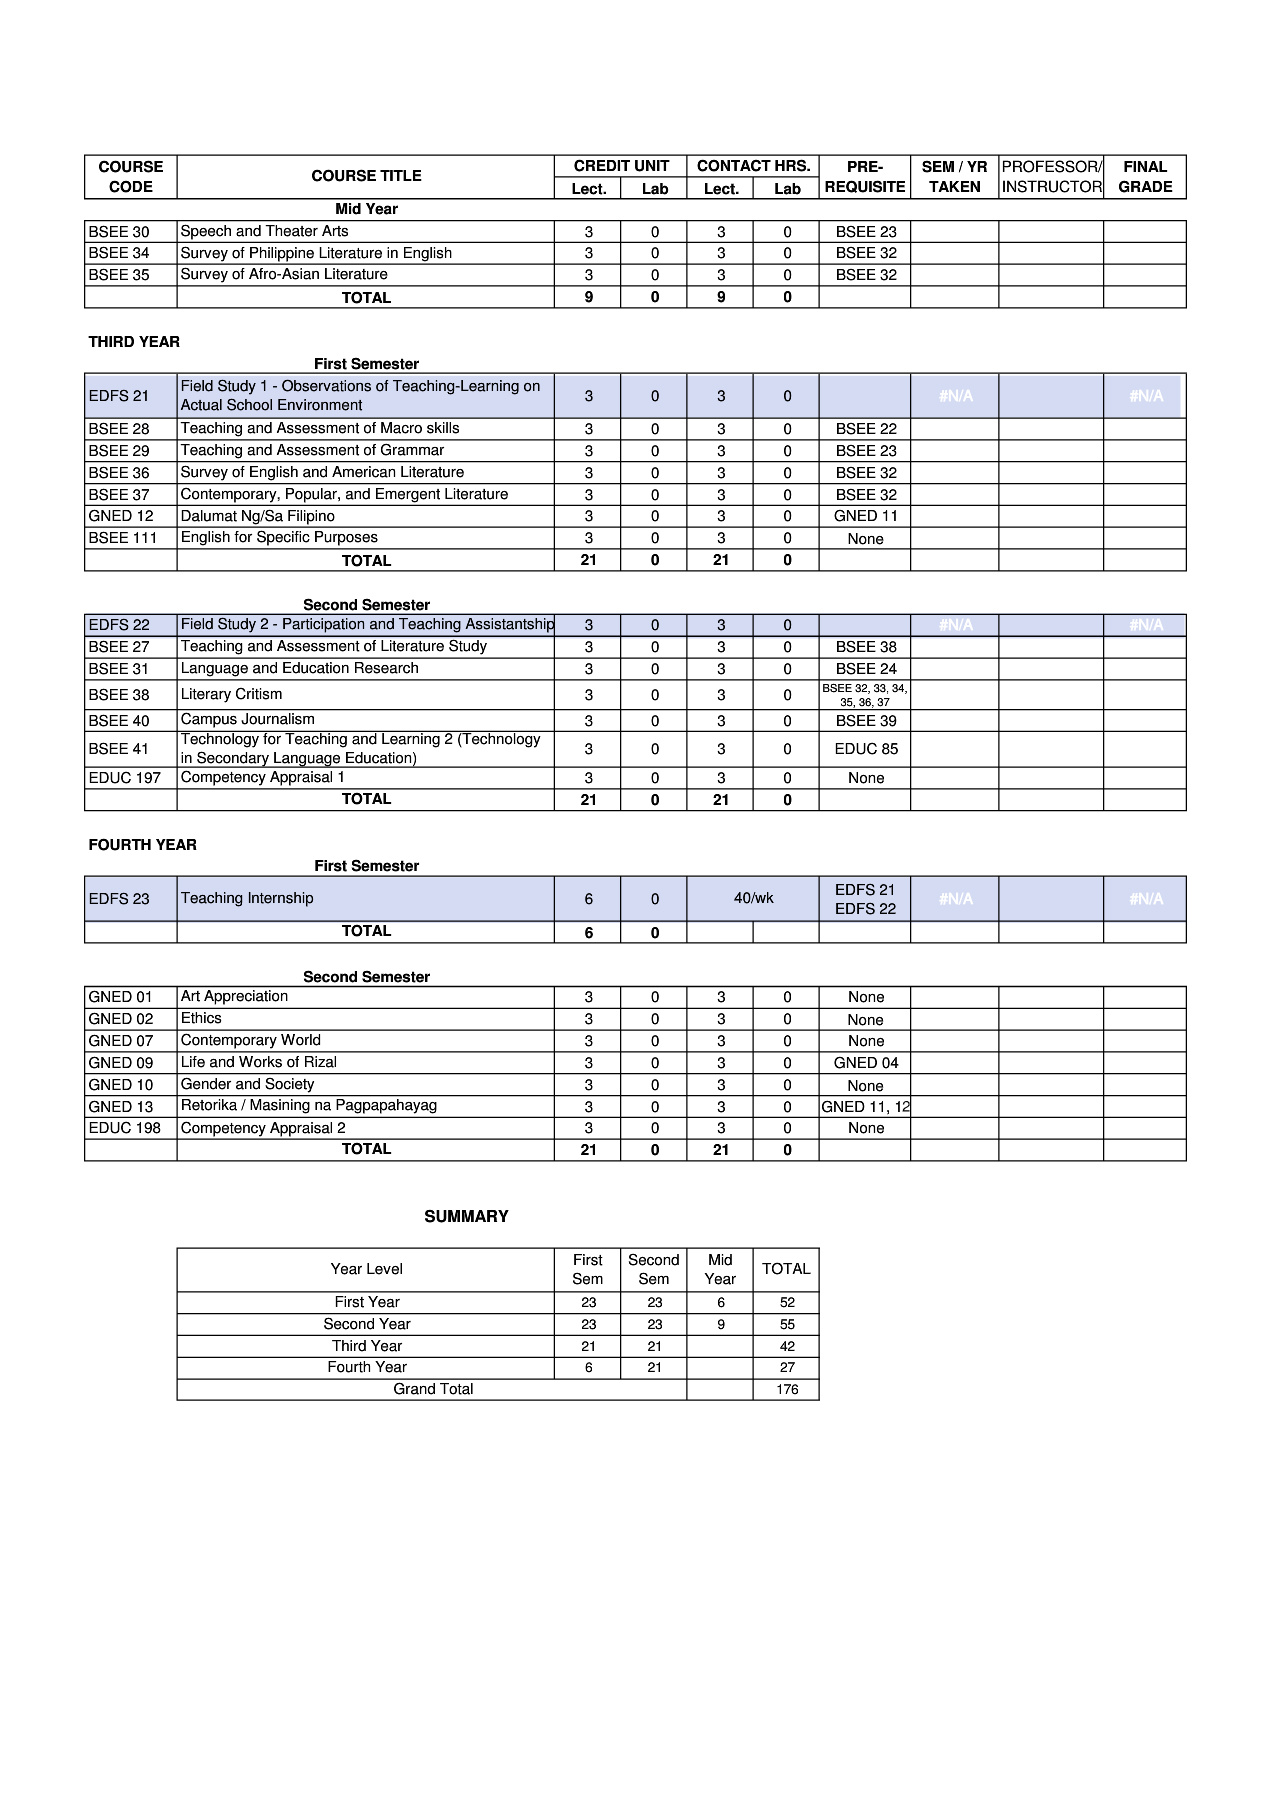 COURSE CODE COURSE TITLE CREDIT UNIT CONTACT HRS. PRE-REQUISITE SEM / YR TAKEN PROFESSOR/ INSTRUCTOR FINAL GRADE
Lect. Lab Lect. Lab
Mid Year
BSEE 30 Speech and Theater Arts 3 0 3 0 BSEE 23
BSEE 34 Survey of Philippine Literature in English 3 0 3 0 BSEE 32
BSEE 35 Survey of Afro-Asian Literature 3 0 3 0 BSEE 32
TOTAL 9 0 9 0
THIRD YEAR
First Semester
EDFS 21 Field Study 1 - Observations of Teaching-Learning on Actual School Environment 3 0 3 0 #N/A #N/A
BSEE 28 Teaching and Assessment of Macro skills 3 0 3 0 BSEE 22
BSEE 29 Teaching and Assessment of Grammar 3 0 3 0 BSEE 23
BSEE 36 Survey of English and American Literature 3 0 3 0 BSEE 32
BSEE 37 Contemporary, Popular, and Emergent Literature 3 0 3 0 BSEE 32
GNED 12 Dalumat Ng/Sa Filipino 3 0 3 0 GNED 11
BSEE 111 English for Specific Purposes 3 0 3 0 None
TOTAL 21 0 21 0
Second Semester
EDFS 22 Field Study 2 - Participation and Teaching Assistantship 3 0 3 0 #N/A #N/A
BSEE 27 Teaching and Assessment of Literature Study 3 0 3 0 BSEE 38
BSEE 31 Language and Education Research 3 0 3 0 BSEE 24
BSEE 38 Literary Critism 3 0 3 0 BSEE 32, 33, 34, 35, 36, 37
BSEE 40 Campus Journalism 3 0 3 0 BSEE 39
BSEE 41 Technology for Teaching and Learning 2 (Technology in Secondary Language Education) 3 0 3 0 EDUC 85
EDUC 197 Competency Appraisal 1 3 0 3 0 None
TOTAL 21 0 21 0
FOURTH YEAR
First Semester
EDFS 23 Teaching Internship 6 0 40/wk EDFS 21 EDFS 22 #N/A #N/A
TOTAL 6 0
Second Semester
GNED 01 Art Appreciation 3 0 3 0 None
GNED 02 Ethics 3 0 3 0 None
GNED 07 Contemporary World 3 0 3 0 None
GNED 09 Life and Works of Rizal 3 0 3 0 GNED 04
GNED 10 Gender and Society 3 0 3 0 None
GNED 13 Retorika / Masining na Pagpapahayag 3 0 3 0 GNED 11, 12
EDUC 198 Competency Appraisal 2 3 0 3 0 None
TOTAL 21 0 21 0
SUMMARY
Year Level First Sem Second Sem Mid Year TOTAL
First Year 23 23 6 52
Second Year 23 23 9 55
Third Year 21 21 42
Fourth Year 6 21 27
Grand Total 176